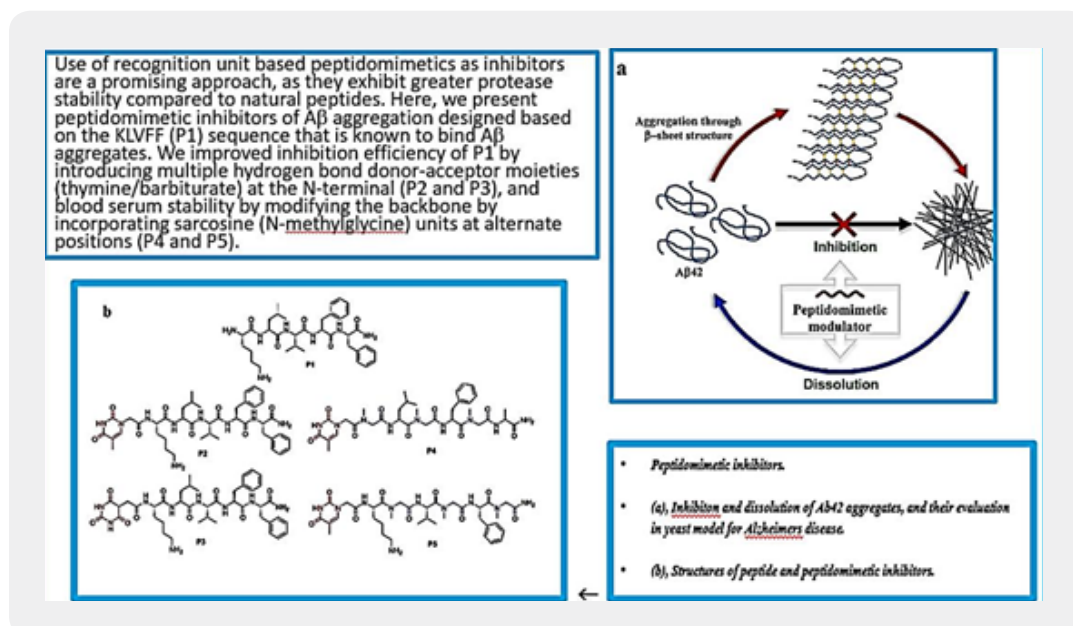 Use of recognition unit based peptidomimetics as inhibitors
are a promising approach, as they exhibit greater protease
stability compared to natural peptides. Here, we present
peptidomimetic inhibitors of Aβ aggregation designed based
on the KLVFF (P1) sequence that is known to bind Aβ
aggregates. We improved inhibition efficiency of P1 by
introducing multiple hydrogen bond donor-acceptor moieties
(thymine/barbiturate) at the N-terminal (P2 and P3), and
blood serum stability by modifying the backbone by
incorporating sarcosine (N-methylglycine) units at alternate
positions (P4 and P5).
a
Aggregation through
β-sheet structure
Aβ42
Inhibition
Peptidomimetic
modulator
Dissolution
b
P1
P2
P4
P3
P5
• Peptidomimetic inhibitors.
• (a), Inhibiton and dissolution of Ab42 aggregates, and their evaluation
in yeast model for Alzheimers disease.
• (b), Structures of peptide and peptidomimetic inhibitors.
←